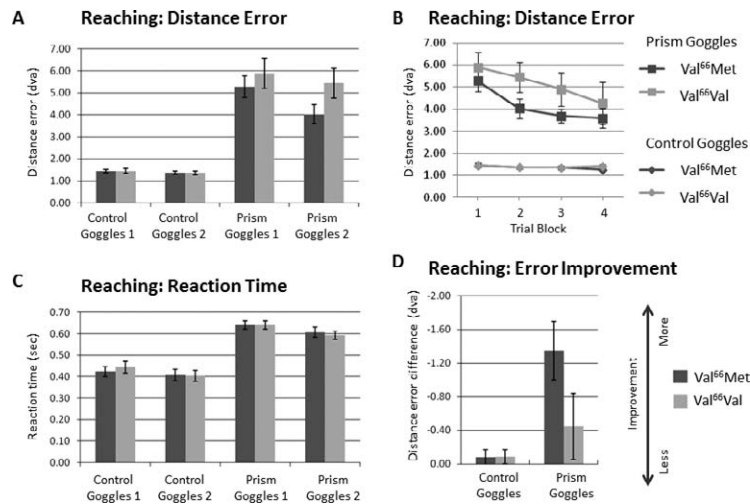 A Reaching: Distance Error
Distance error (dva)
7.00
6.00
5.00
4.00
3.00
2.00
1.00
0.00
Control Goggles 1
Control Goggles 2
Prism Goggles 1
Prism Goggles 2
B Reaching: Distance Error
Distance error (dva)
7.00
6.00
5.00
4.00
3.00
2.00
1.00
0.00
1 2 3 4
Trial Block
Prism Goggles
Val⁶⁶Met
Val⁶⁶Val
Control Goggles
Val⁶⁶Met
Val⁶⁶Val
C Reaching: Reaction Time
Reaction time (sec)
0.70
0.60
0.50
0.40
0.30
0.20
0.10
0.00
Control Goggles 1
Control Goggles 2
Prism Goggles 1
Prism Goggles 2
D Reaching: Error Improvement
Distance error difference (dva)
-2.00
-1.60
-1.20
-0.80
-0.40
0.00
Control Goggles
Prism Goggles
Improvement
More
Less
Val⁶⁶Met
Val⁶⁶Val